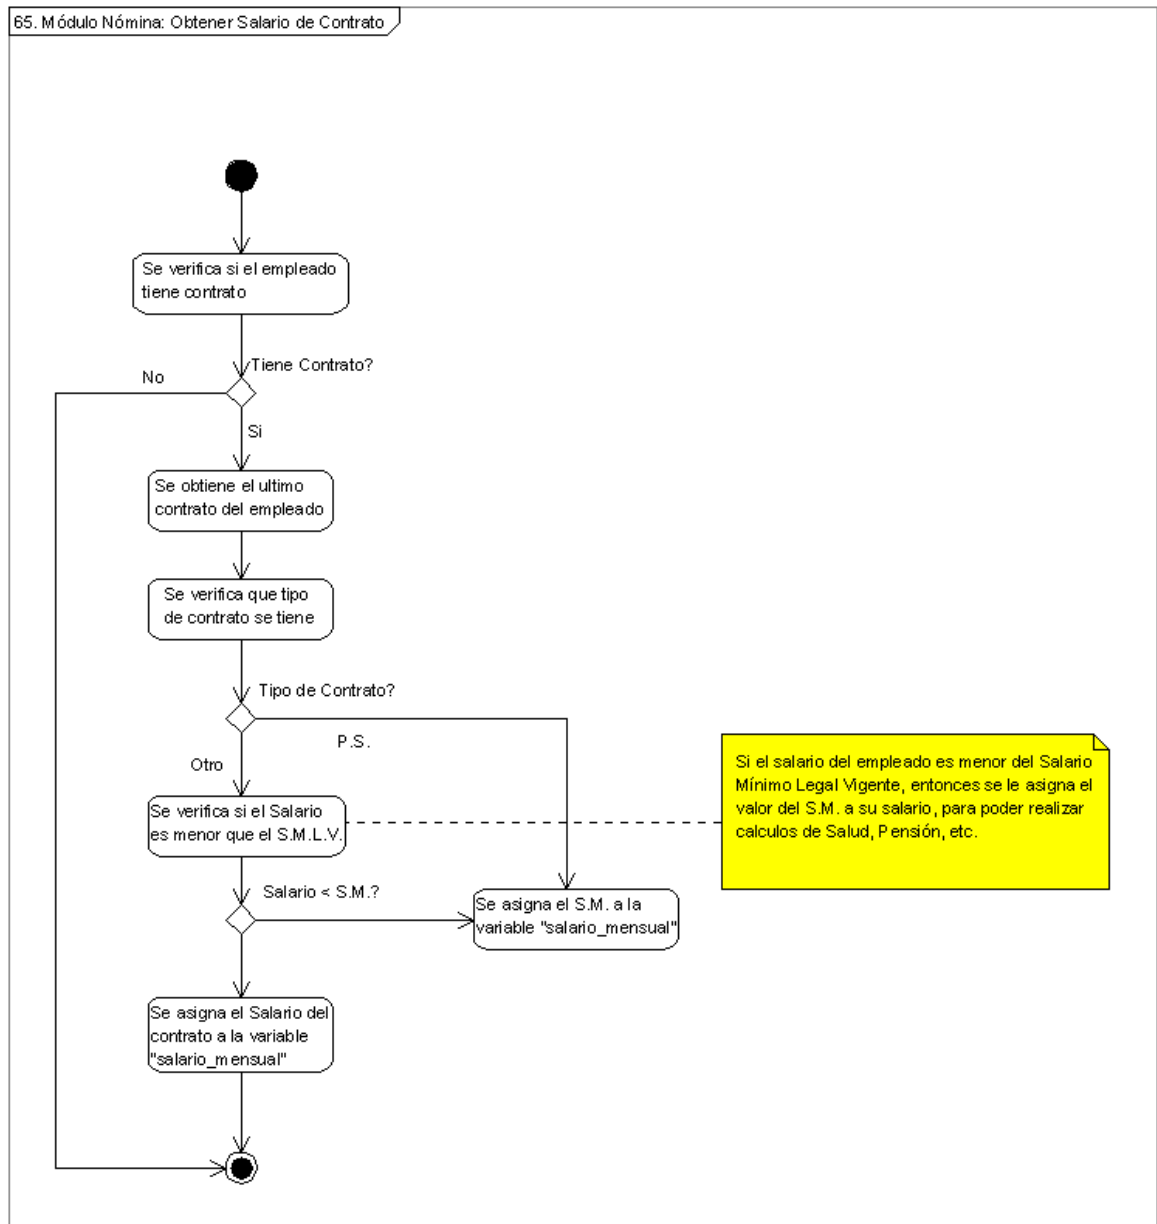 65. Módulo Nómina: Obtener Salario de Contrato
Se verifica si el empleado
tiene contrato
Tiene Contrato?
No
Si
Se obtiene el ultimo
contrato del empleado
Se verifica que tipo
de contrato se tiene
Tipo de Contrato?
P.S.
Otro
Si el salario del empleado es menor del Salario
Mínimo Legal Vigente, entonces se le asigna el
valor del S.M. a su salario, para poder realizar
calculos de Salud, Pensión, etc.
Se verifica si el Salario
es menor que el S.M.L.V.
Salario < S.M.?
Se asigna el S.M. a la
variable "salario_mensual"
Se asigna el Salario del
contrato a la variable
"salario_mensual"